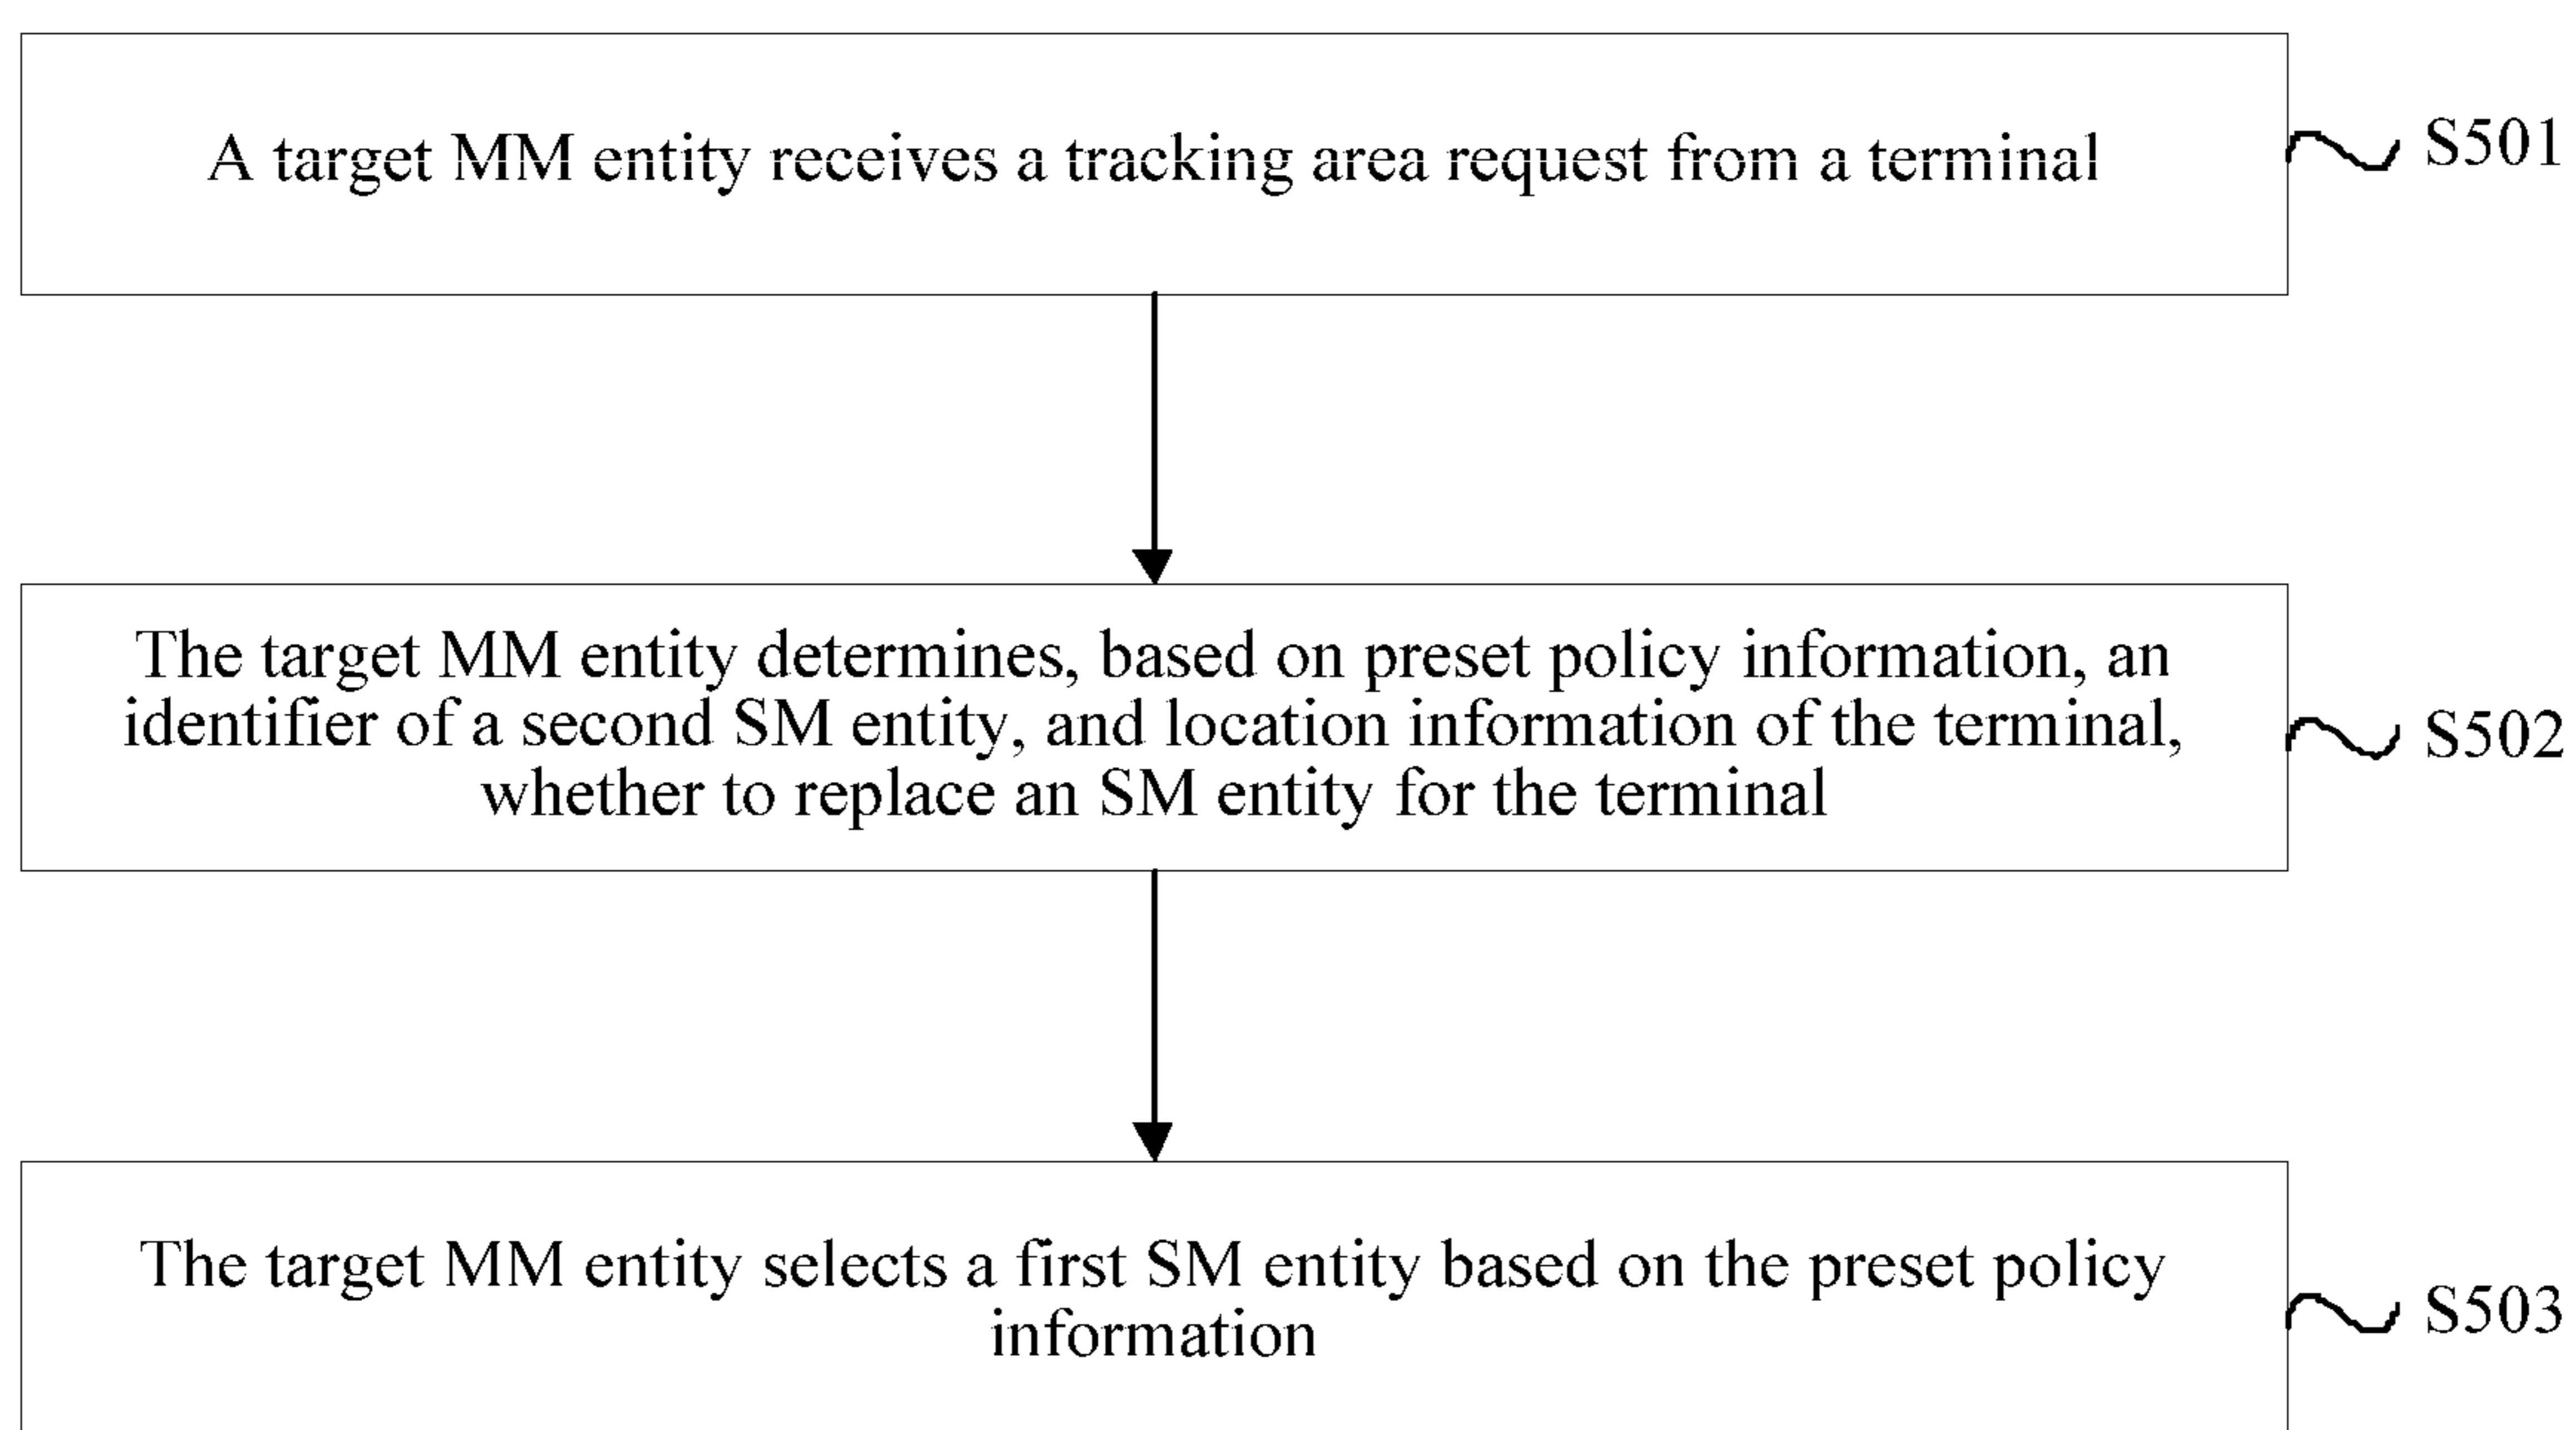 A target MM entity receives a tracking area request from a terminal
S501
The target MM entity determines, based on preset policy information, an
identifier of a second SM entity, and location information of the terminal,
whether to replace an SM entity for the terminal
S502
The target MM entity selects a first SM entity based on the preset policy
information
S503